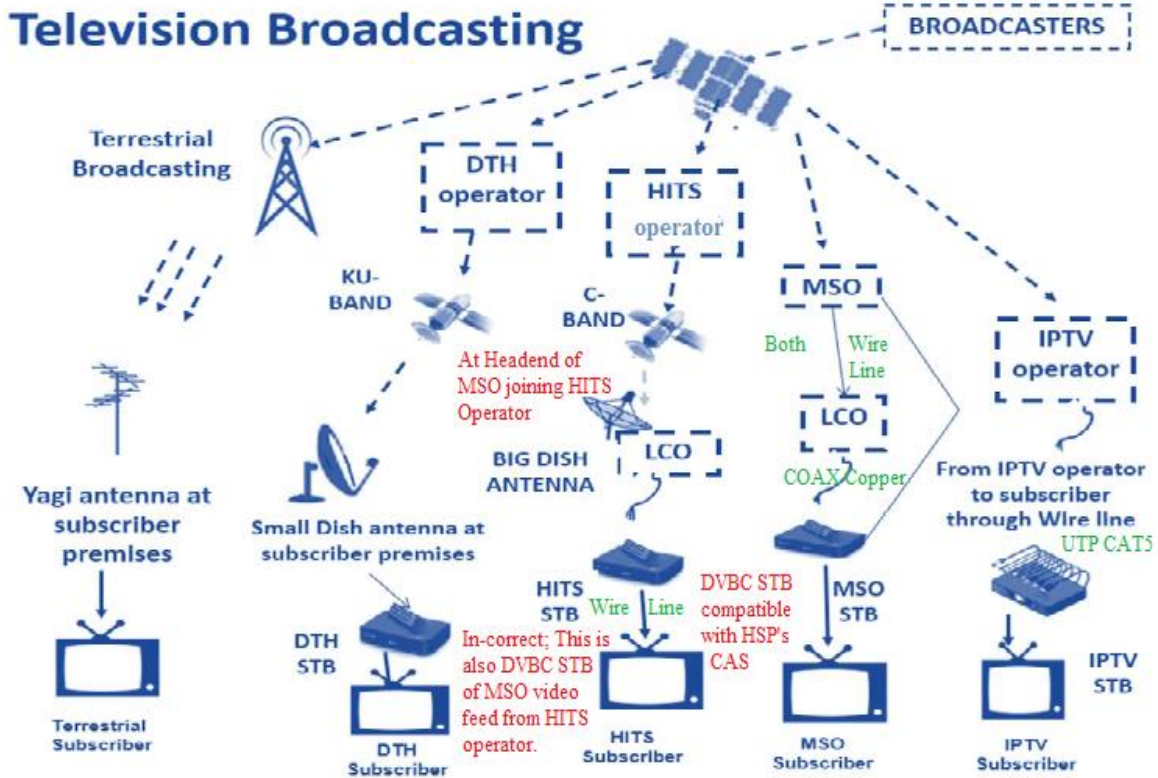 Television Broadcasting
BROADCASTERS
Terrestrial
Broadcasting
DTH
operator
HITS
operator
KU-
BAND
C-
BAND
MSO
IPTV
operator
At Headend of
MSO joining HITS
Operator
Both
Wire
Line
LCO
BIG DISH
ANTENNA
LCO
COAX Copper
From IPTV operator
to subscriber
through Wire line
UTP CAT5
Yagi antenna at
subscriber
premises
Small Dish antenna at
subscriber premises
HITS
STB
Wire Line
DVBC STB
compatible
with HSP's
CAS
MSO
STB
DTH
STB
In-correct; This is
also DVBC STB
of MSO video
feed from HITS
operator.
IPTV
STB
Terrestrial
Subscriber
DTH
Subscriber
HITS
Subscriber
MSO
Subscriber
IPTV
Subscriber